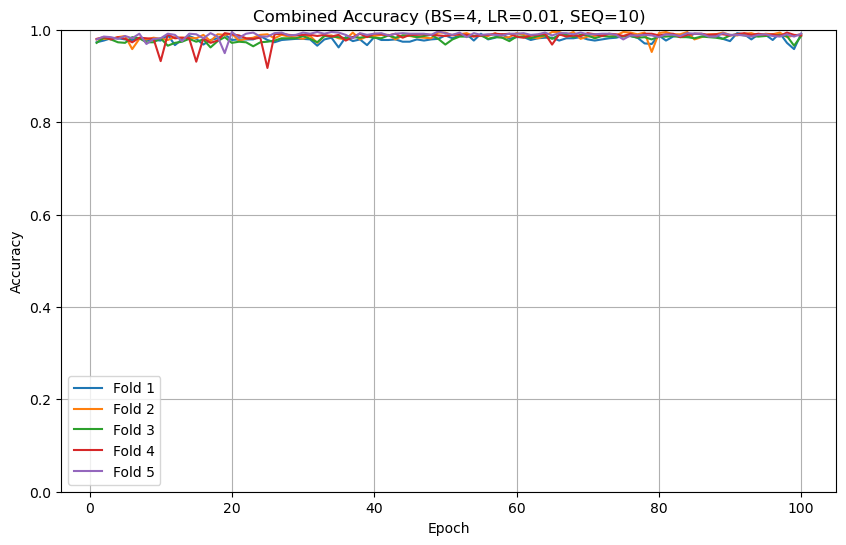 Combined Accuracy (BS=4, LR=0.01, SEQ=10)
1.0
0.8
0.6
0.4
0.2
0.0
Accuracy
Fold 1
Fold 2
Fold 3
Fold 4
Fold 5
0 20 40 60 80 100
Epoch